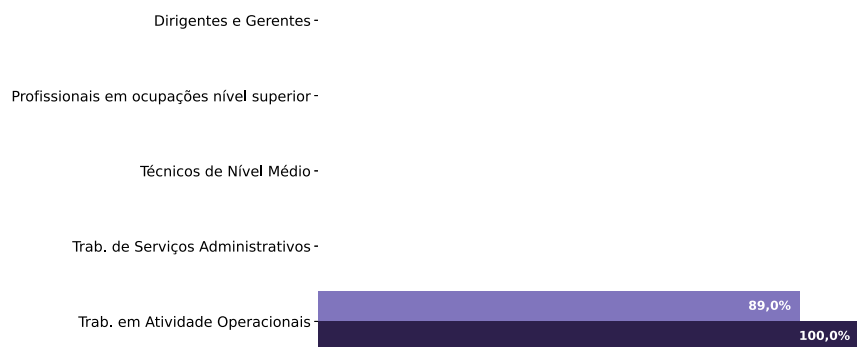 Dirigentes e Gerentes
Profissionais em ocupações nível superior
Técnicos de Nível Médio
Trab. de Serviços Administrativos
89,0%
Trab. em Atividade Operacionais
100,0%